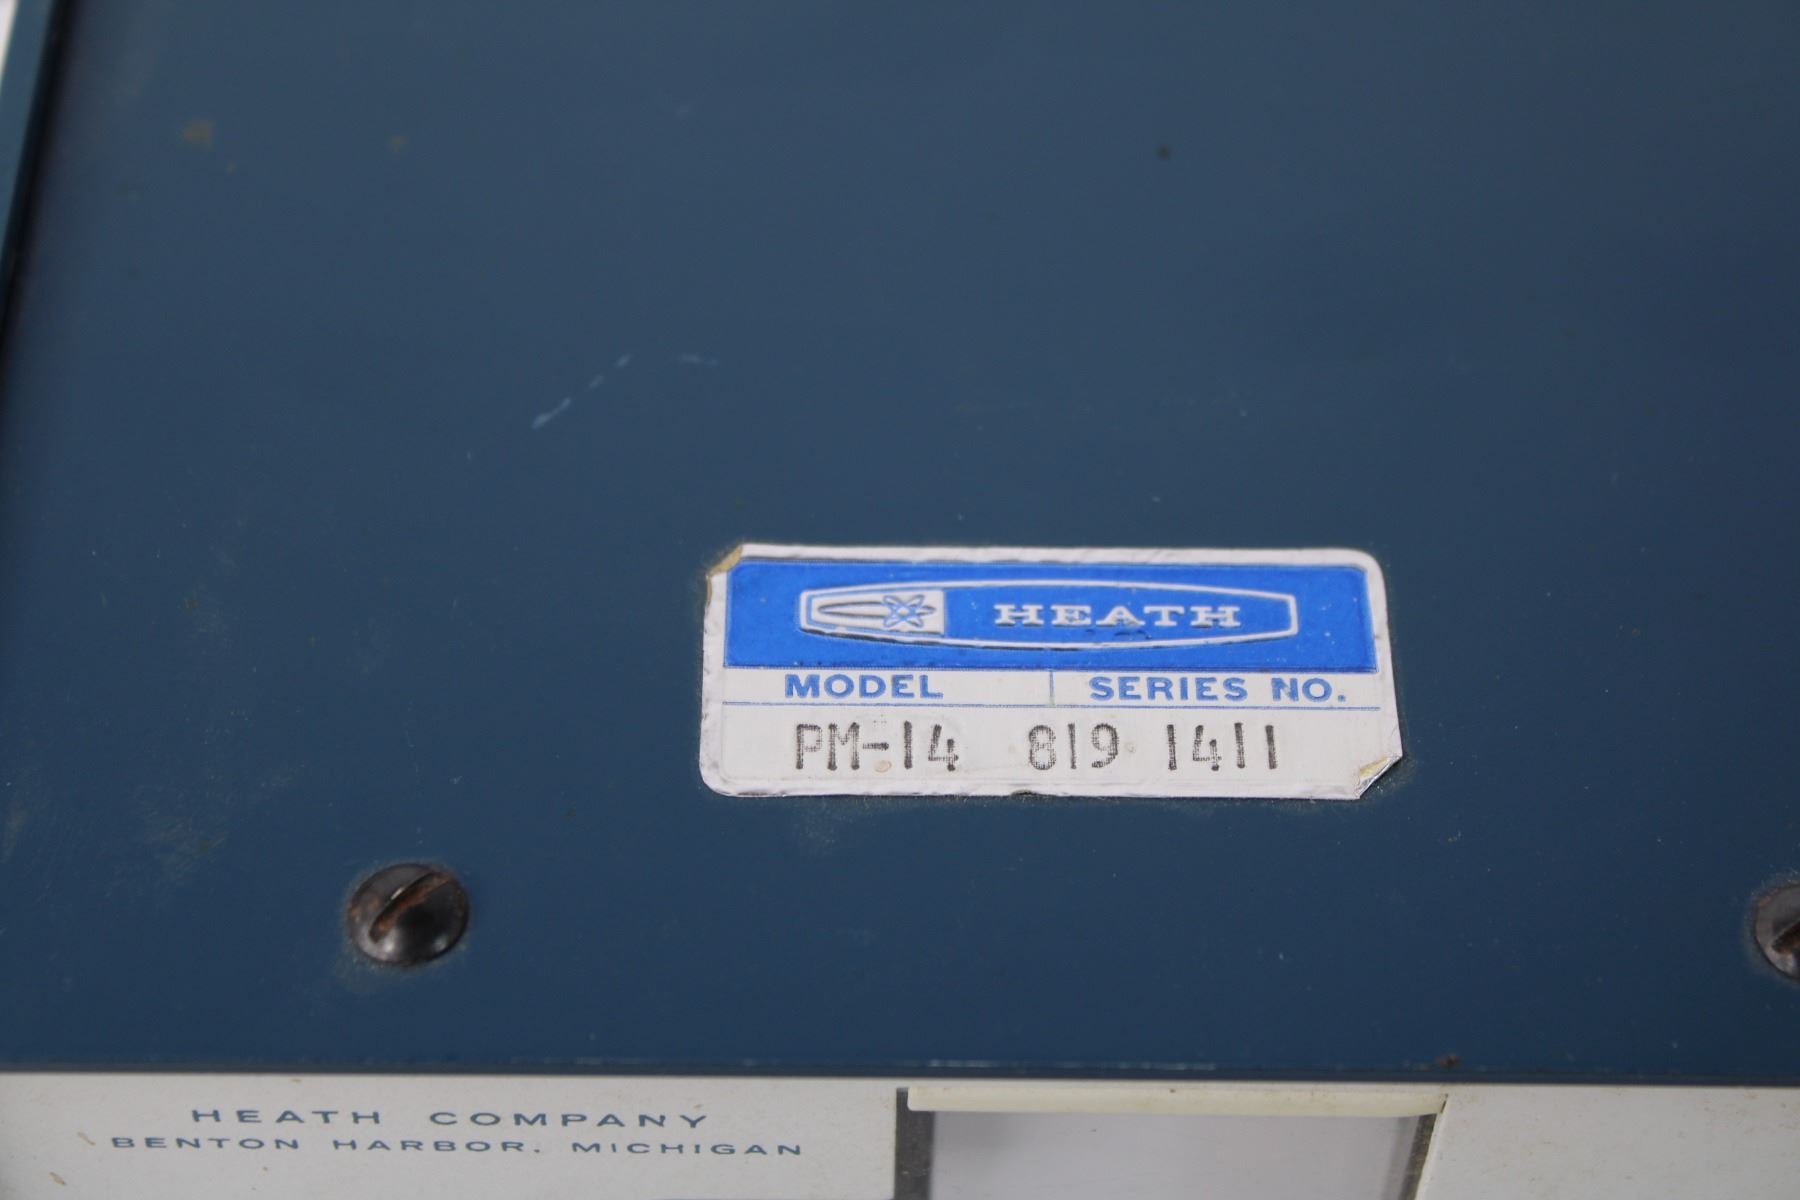 HEATH
MODEL SERIES NO.
PM-14 819 1411
HEATH COMPANY
BENTON HARBOR, MICHIGAN